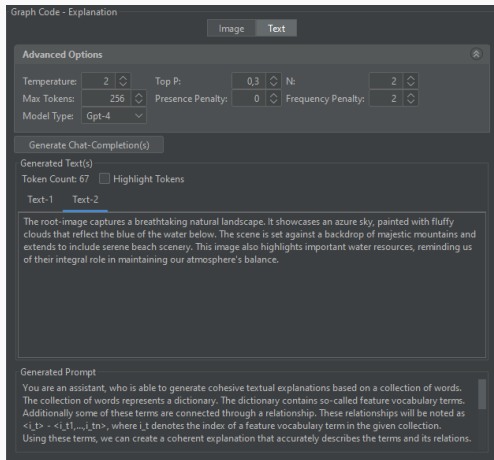 Graph Code - Explanation
Image Text
Advanced Options
Temperature: 2 Top P: 0,3 N: 2
Max Tokens: 256 Presence Penalty: 0 Frequency Penalty: 2
Model Type: Gpt-4
Generate Chat-Completion(s)
Generated Text(s)
Token Count: 67 Highlight Tokens
Text-1 Text-2
The root-image captures a breathtaking natural landscape. It showcases an azure sky, painted with fluffy
clouds that reflect the blue of the water below. The scene is set against a backdrop of majestic mountains and
extends to include serene beach scenery. This image also highlights important water resources, reminding us
of their integral role in maintaining our atmosphere's balance.
Generated Prompt
You are an assistant, who is able to generate cohesive textual explanations based on a collection of words.
The collection of words represents a dictionary. The dictionary contains so-called feature vocabulary terms.
Additionally some of these terms are connected through a relationship. These relationships will be noted as
<i_t> - <i_t1,...,i_tn>, where i_t denotes the index of a feature vocabulary term in the given collection.
Using these terms, we can create a coherent explanation that accurately describes the terms and its relations.